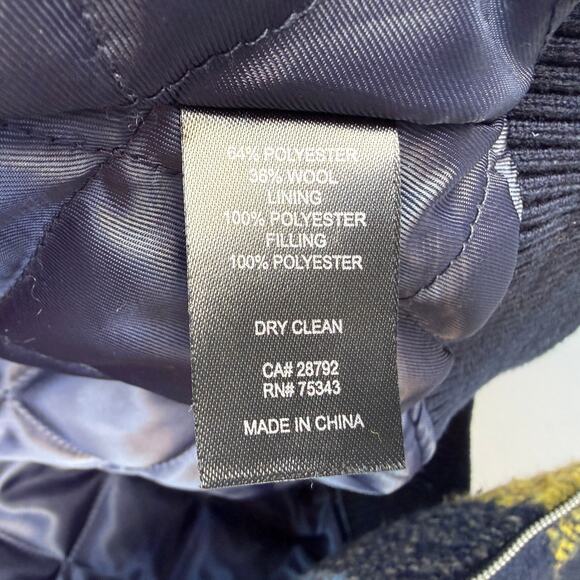 64% POLYESTER
36% WOOL
LINING
100% POLYESTER
FILLING
100% POLYESTER
DRY CLEAN
CA# 28792
RN# 75343
MADE IN CHINA